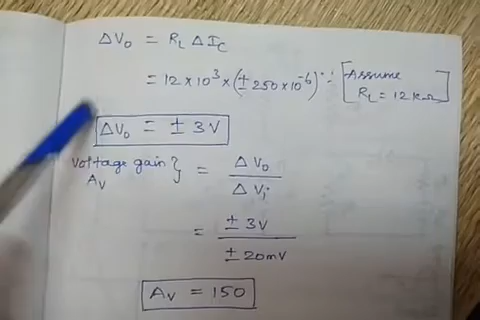 ΔV₀ = R_L ΔI_C
= 12 × 10³ × (± 250 × 10⁻⁶) ∵ [Assume R_L = 12 kΩ]
ΔV₀ = ± 3V
Voltage gain } A_V = ΔV₀ / ΔVᵢ
= ± 3V / ± 20mV
A_V = 150